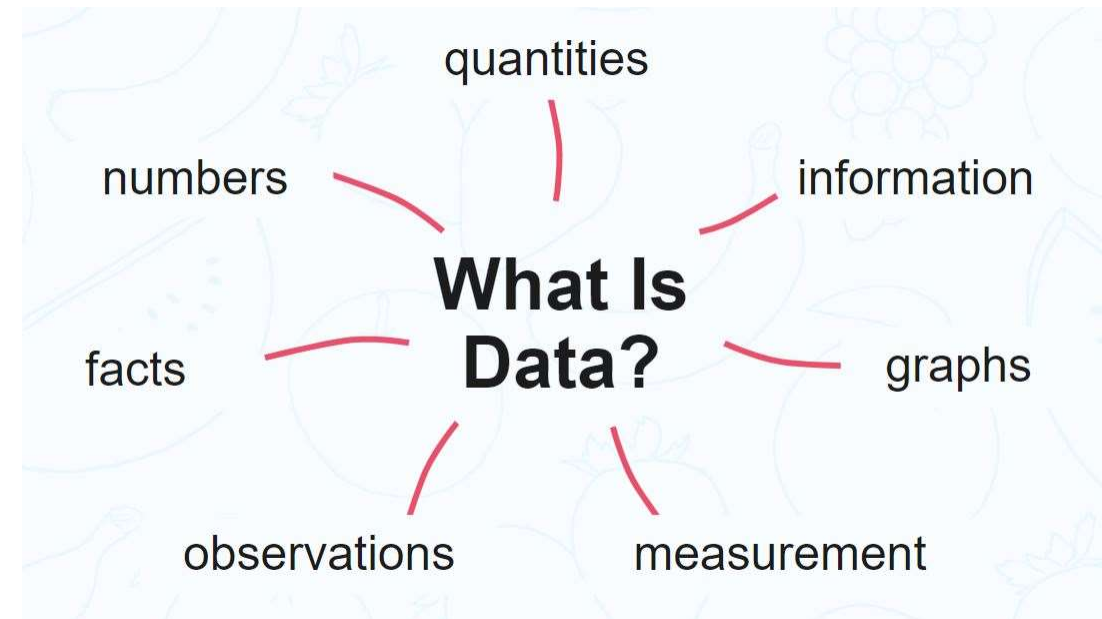 quantities
numbers
information
What Is
Data?
facts
graphs
observations
measurement